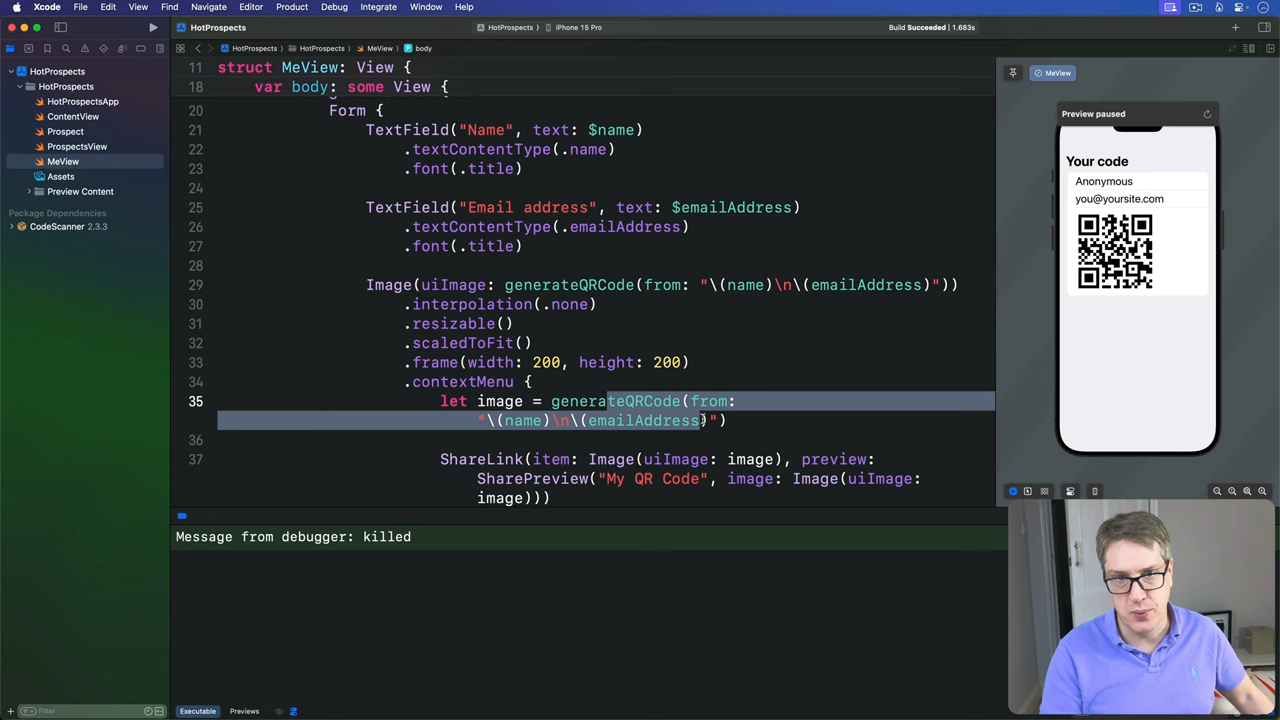 Xcode File Edit View Find Navigate Editor Product Debug Integrate Window Help
HotProspects
HotProspects 〉 iPhone 15 Pro
Build Succeeded | 1.683s
HotProspects
HotProspects
HotProspectsApp
ContentView
Prospect
ProspectsView
MeView
Assets
Preview Content
Package Dependencies
CodeScanner 2.3.3
Filter
HotProspects 〉 HotProspects 〉 MeView 〉 body
11 struct MeView: View {
18 var body: some View {
20 Form {
21 TextField("Name", text: $name)
22 .textContentType(.name)
23 .font(.title)
24
25 TextField("Email address", text: $emailAddress)
26 .textContentType(.emailAddress)
27 .font(.title)
28
29 Image(uiImage: generateQRCode(from: "\(name)\n\(emailAddress)"))
30 .interpolation(.none)
31 .resizable()
32 .scaledToFit()
33 .frame(width: 200, height: 200)
34 .contextMenu {
35 let image = generateQRCode(from:
"\(name)\n\(emailAddress)")
36
37 ShareLink(item: Image(uiImage: image), preview:
SharePreview("My QR Code", image: Image(uiImage:
image)))
Message from debugger: killed
Executable Previews
MeView
Preview paused
Your code
Anonymous
you@yoursite.com